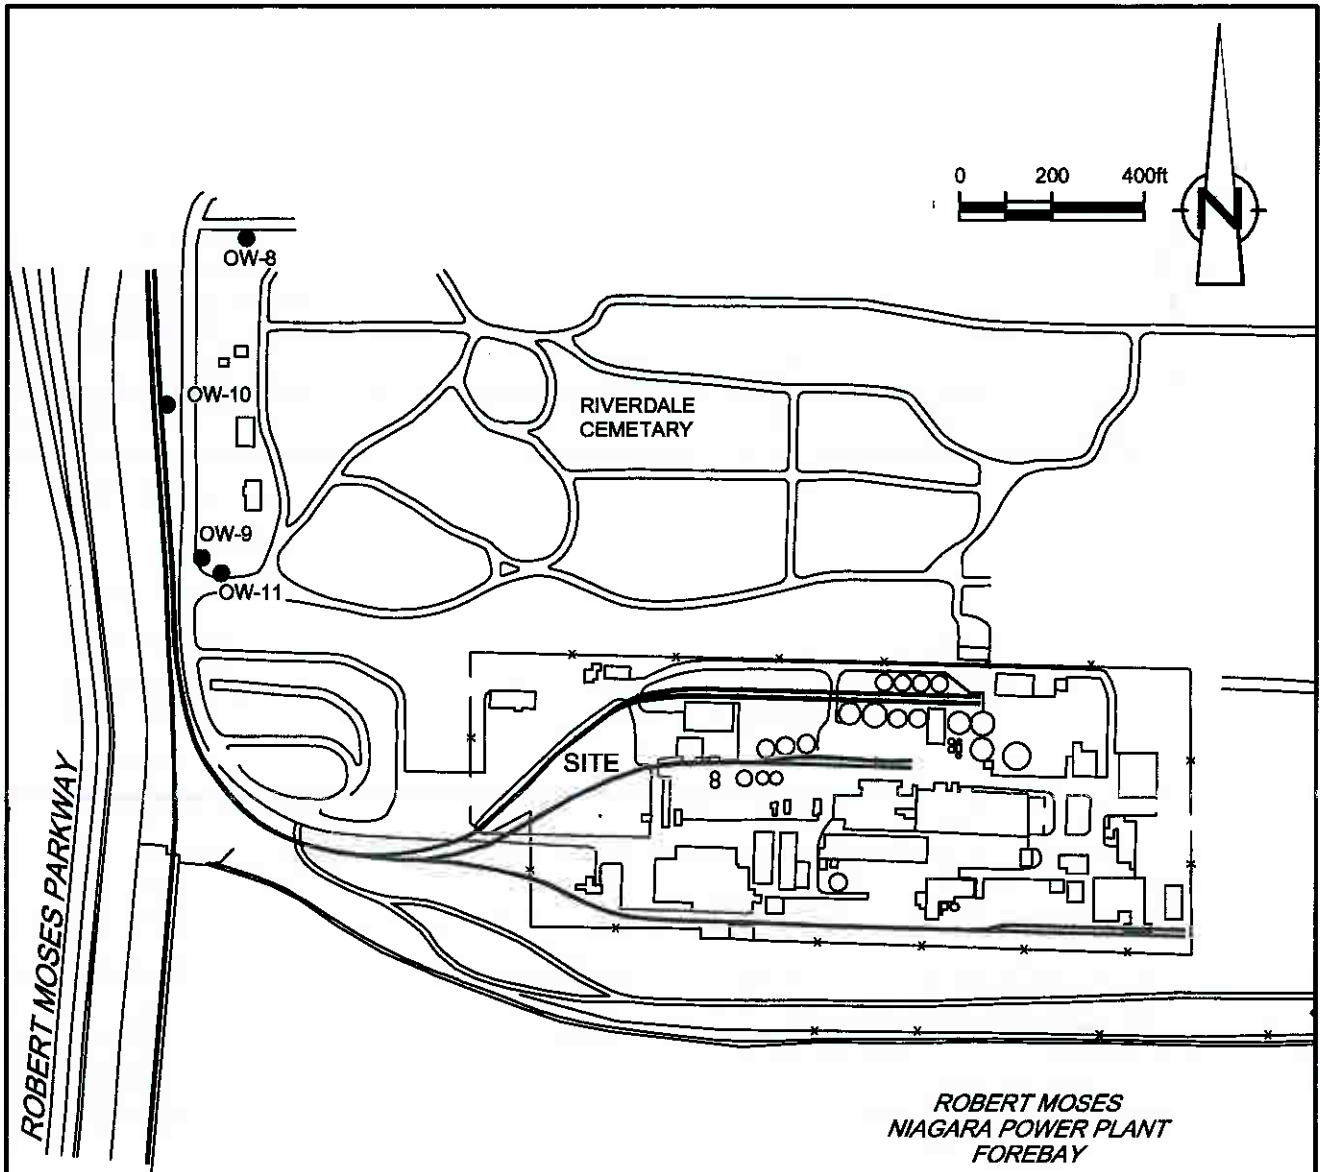 0 200 400ft
N
OW-8
OW-10
RIVERDALE
CEMETARY
OW-9
OW-11
SITE
ROBERT MOSES PARKWAY
ROBERT MOSES
NIAGARA POWER PLANT
FOREBAY